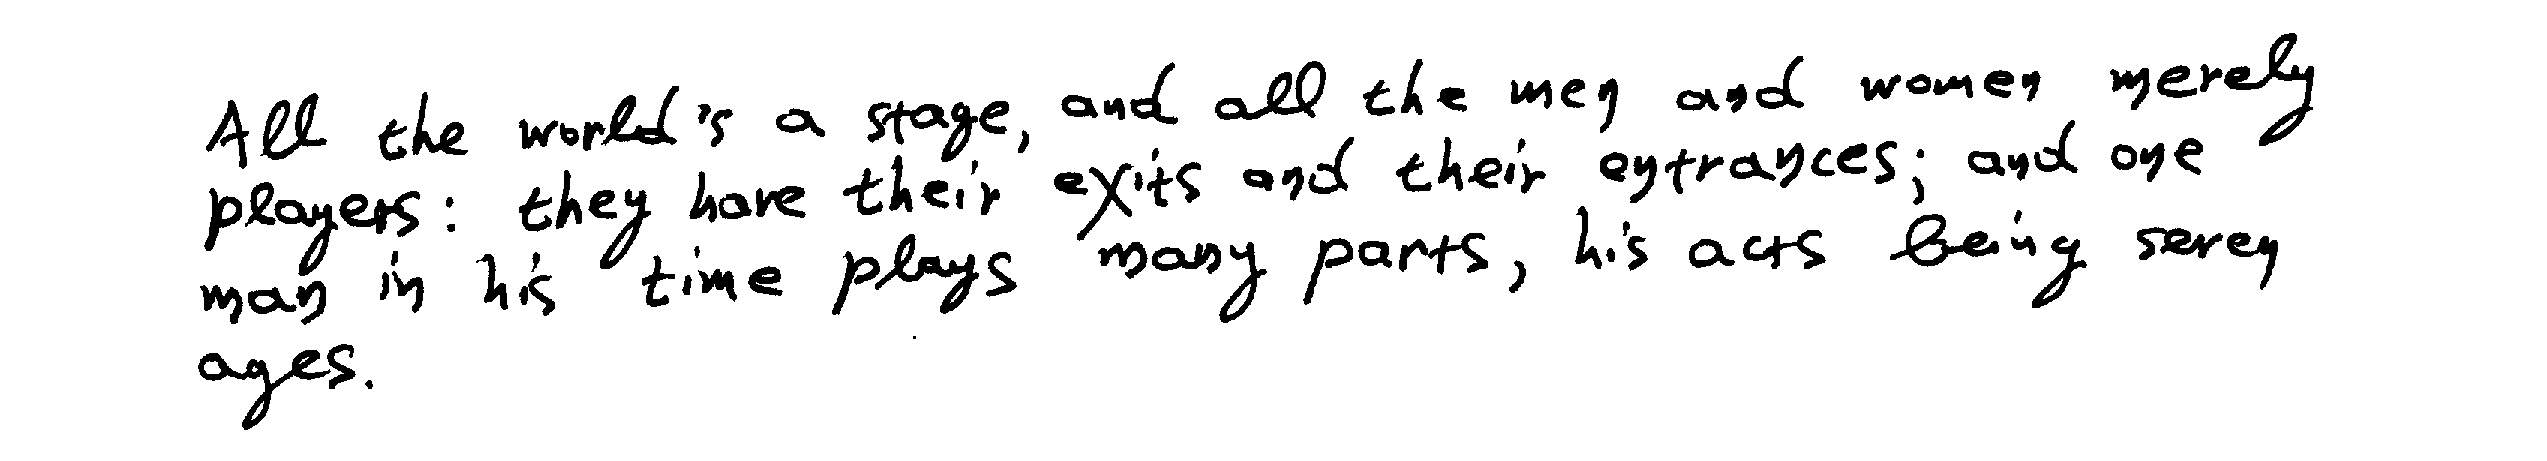 All the world's a stage, and all the men and women merely
players: they have their exits and their entrances; and one
man in his time plays many parts, his acts being seven
ages.